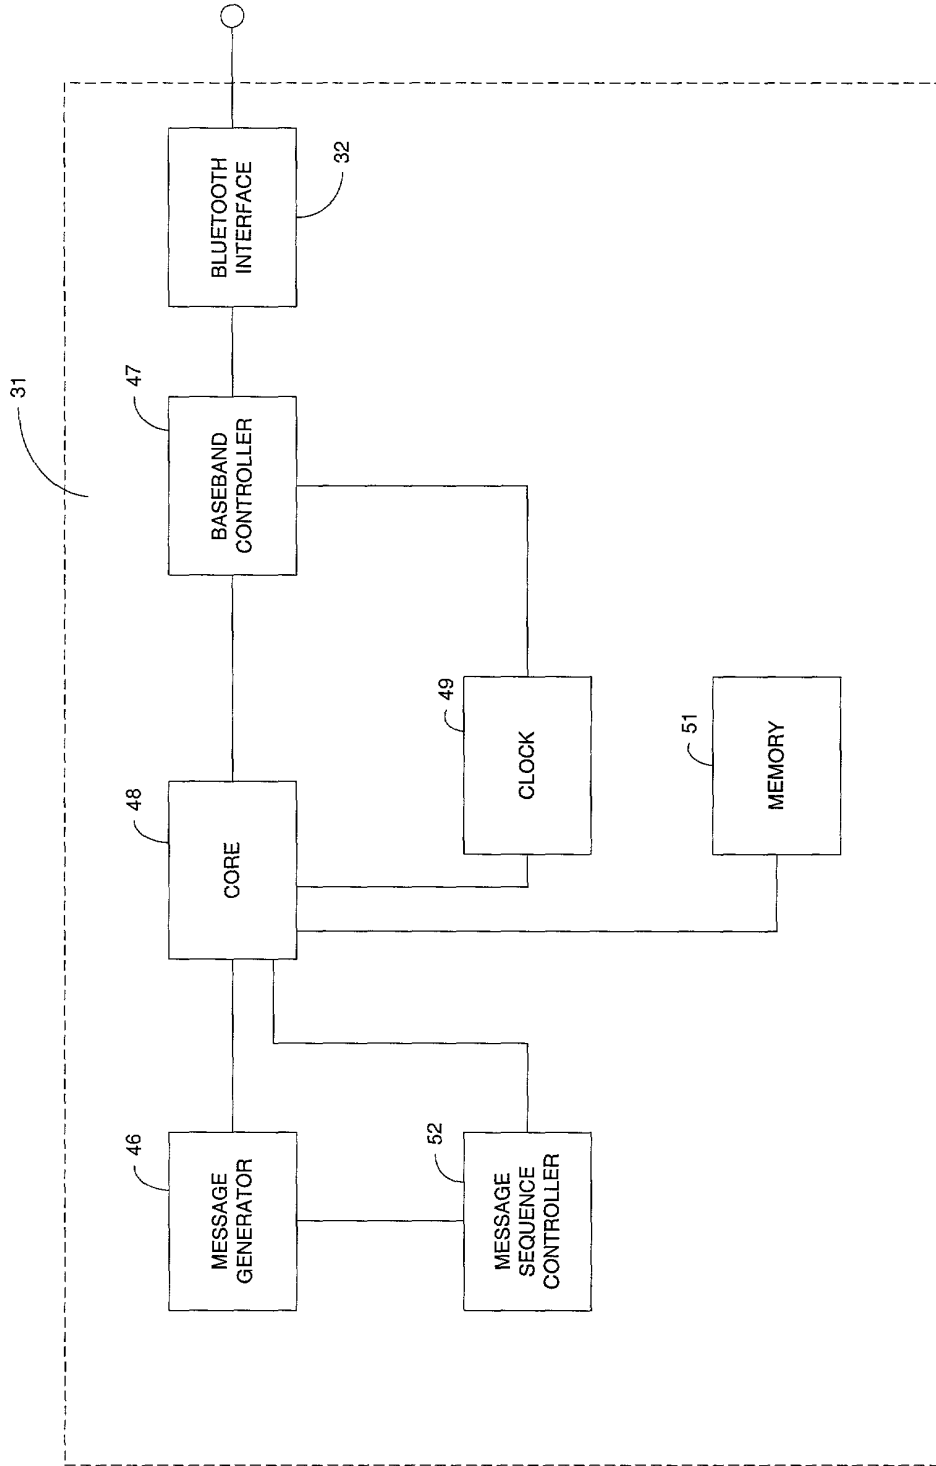 31
46
MESSAGE
GENERATOR
48
CORE
47
BASEBAND
CONTROLLER
BLUETOOTH
INTERFACE
32
52
MESSAGE
SEQUENCE
CONTROLLER
49
CLOCK
51
MEMORY